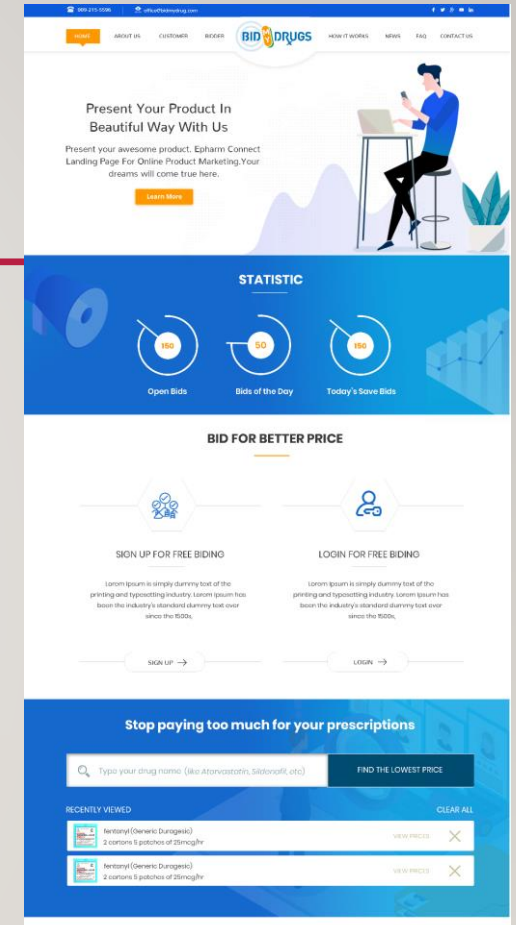 909-215-5596 office@bidmydrug.com
HOME ABOUT US CUSTOMER BIDDER BID DRUGS HOW IT WORKS NEWS FAQ CONTACT US
Present Your Product In
Beautiful Way With Us
Present your awesome product. Epharm Connect
Landing Page For Online Product Marketing.Your
dreams will come true here.
Learn More
STATISTIC
150 50 150
Open Bids Bids of the Day Today's Save Bids
BID FOR BETTER PRICE
SIGN UP FOR FREE BIDING
Lorem Ipsum is simply dummy text of the
printing and typesetting industry. Lorem Ipsum has
been the industry's standard dummy text ever
since the 1500s,
SIGN UP →
LOGIN FOR FREE BIDING
Lorem Ipsum is simply dummy text of the
printing and typesetting industry. Lorem Ipsum has
been the industry's standard dummy text ever
since the 1500s,
LOGIN →
Stop paying too much for your prescriptions
Type your drug name (like Atorvastatin, Sildenafil, etc) FIND THE LOWEST PRICE
RECENTLY VIEWED CLEAR ALL
fentanyl (Generic Duragesic)
2 cartons 5 patches of 25mcg/hr VIEW PRICES
fentanyl (Generic Duragesic)
2 cartons 5 patches of 25mcg/hr VIEW PRICES